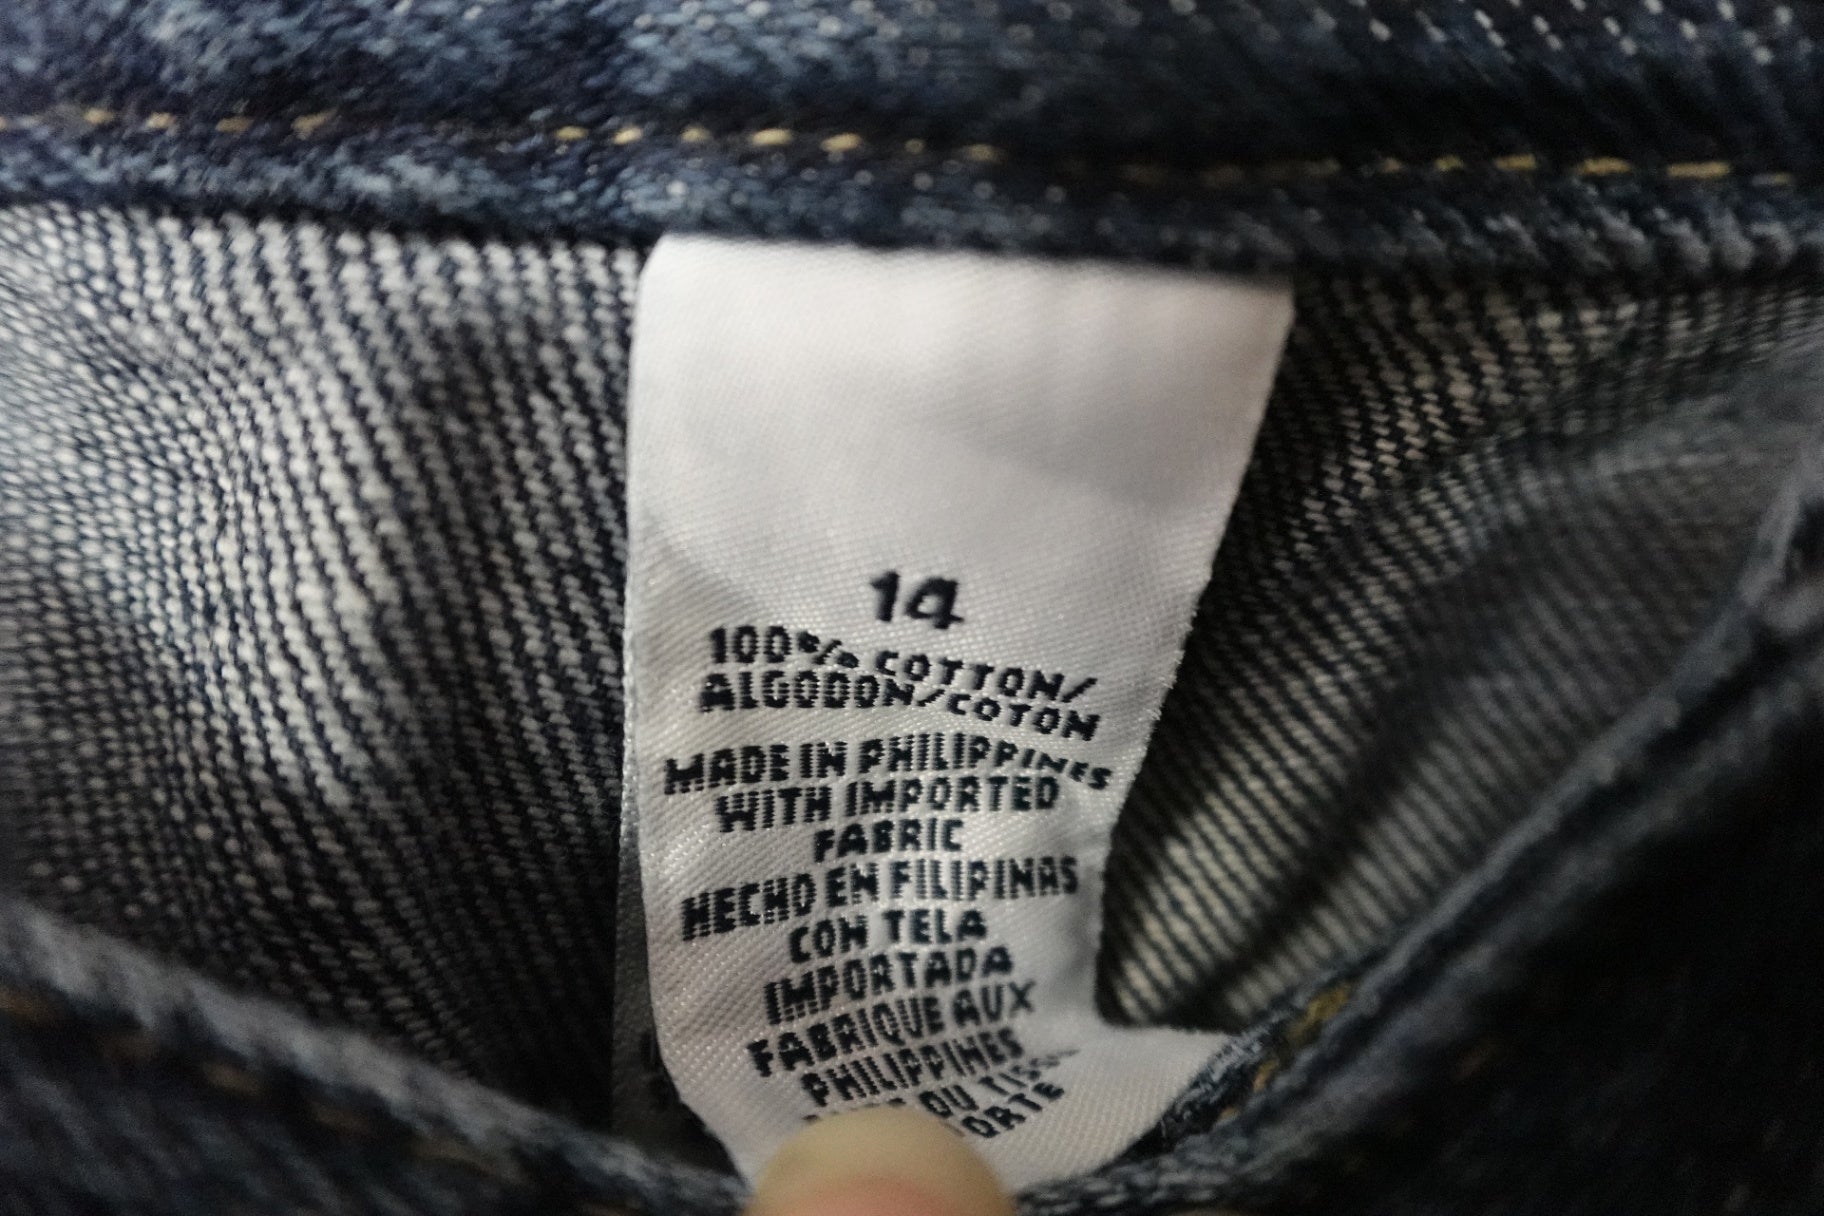 14
100% COTTON/
ALGODON/COTON
MADE IN PHILIPPINES
WITH IMPORTED
FABRIC
HECHO EN FILIPINAS
CON TELA
IMPORTADA
FABRIQUE AUX
PHILIPPINES
DU